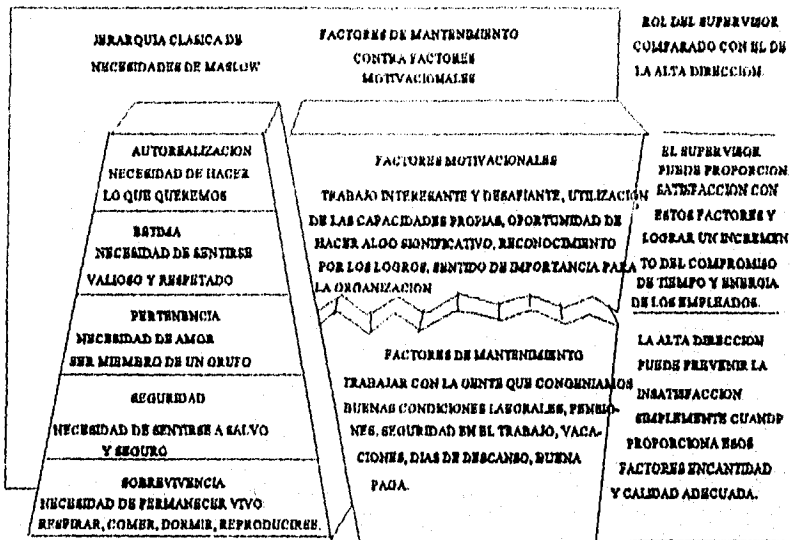 JERARQUIA CLASICA DE
NECESIDADES DE MASLOW
FACTORES DE MANTENIMIENTO
CONTRA FACTORES
MOTIVACIONALES
ROL DEL SUPERVISOR
COMPARADO CON EL DE
LA ALTA DIRECCION.
AUTOREALIZACION
NECESIDAD DE HACER
LO QUE QUEREMOS
ESTIMA
NECESIDAD DE SENTIRSE
VALIOSO Y RESPETADO
PERTENENCIA
NECESIDAD DE AMOR
SER MIEMBRO DE UN GRUPO
SEGURIDAD
NECESIDAD DE SENTIRSE A SALVO
Y SEGURO
SOBREVIVENCIA
NECESIDAD DE PERMANECER VIVO
RESPIRAR, COMER, DORMIR, REPRODUCIRSE.
FACTORES MOTIVACIONALES
TRABAJO INTERESANTE Y DESAFIANTE, UTILIZACION
DE LAS CAPACIDADES PROPIAS, OPORTUNIDAD DE
HACER ALGO SIGNIFICATIVO, RECONOCIMIENTO
POR LOS LOGROS, SENTIDO DE IMPORTANCIA PARA
LA ORGANIZACION
FACTORES DE MANTENIMIENTO
TRABAJAR CON LA GENTE QUE CONGENIAMOS
BUENAS CONDICIONES LABORALES, PENSIO-
NES, SEGURIDAD EN EL TRABAJO, VACA-
CIONES, DIAS DE DESCANSO, BUENA
PAGA.
EL SUPERVISOR
PUEDE PROPORCION
SATISFACCION CON
ESTOS FACTORES Y
LOGRAR UN INCREMEN
TO DEL COMPROMISO
DE TIEMPO Y ENERGIA
DE LOS EMPLEADOS.
LA ALTA DIRECCION
PUEDE PREVENIR LA
INSATISFACCION
SIMPLEMENTE CUANDO
PROPORCIONA ESOS
FACTORES EN CANTIDAD
Y CALIDAD ADECUADA.